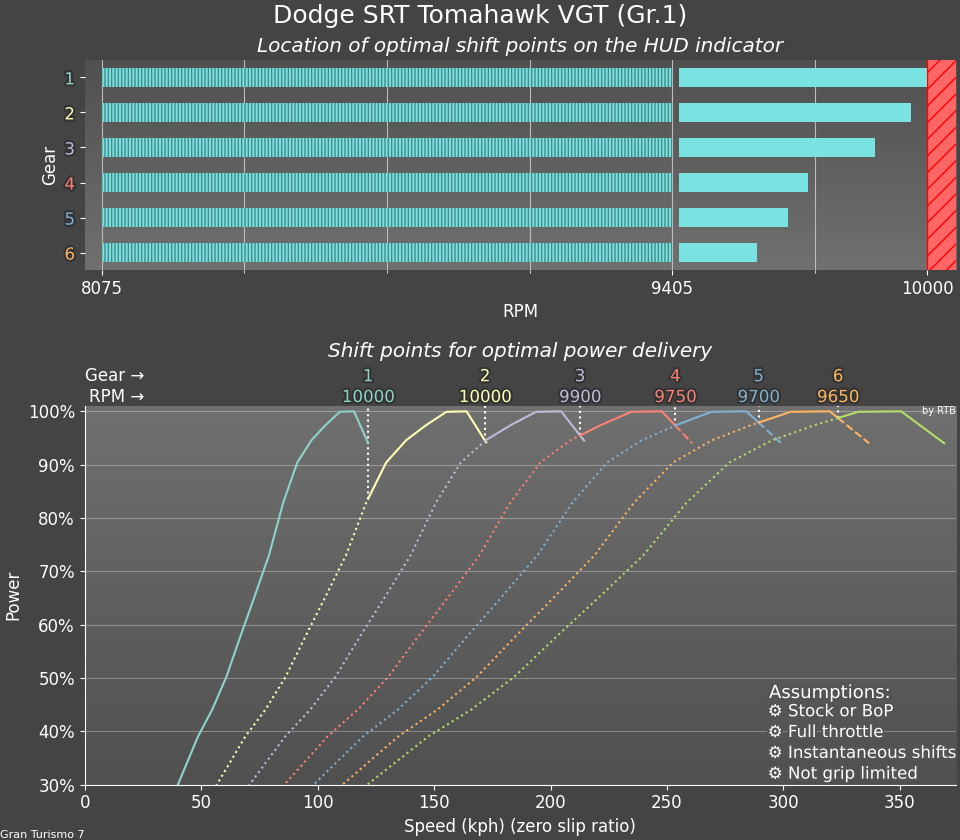 Dodge SRT Tomahawk VGT (Gr.1)
Location of optimal shift points on the HUD indicator
Gear
1
2
3
4
5
6
8075 9405 10000
RPM
Shift points for optimal power delivery
Gear → 1 2 3 4 5 6
RPM → 10000 10000 9900 9750 9700 9650
by RTB
Power
100%
90%
80%
70%
60%
50%
40%
30%
Assumptions:
⚙ Stock or BoP
⚙ Full throttle
⚙ Instantaneous shifts
⚙ Not grip limited
0 50 100 150 200 250 300 350
Speed (kph) (zero slip ratio)
Gran Turismo 7